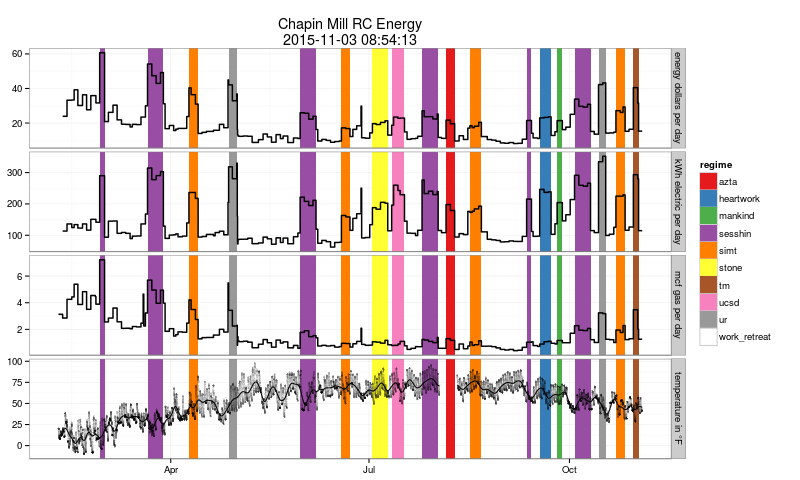 Chapin Mill RC Energy
2015-11-03 08:54:13
60
40
20
energy dollars per day
300
200
100
kWh electric per day
6
4
2
mcf gas per day
100
75
50
25
0
temperature in °F
Apr
Jul
Oct
regime
azta
heartwork
mankind
sesshin
simt
stone
tm
ucsd
ur
work_retreat